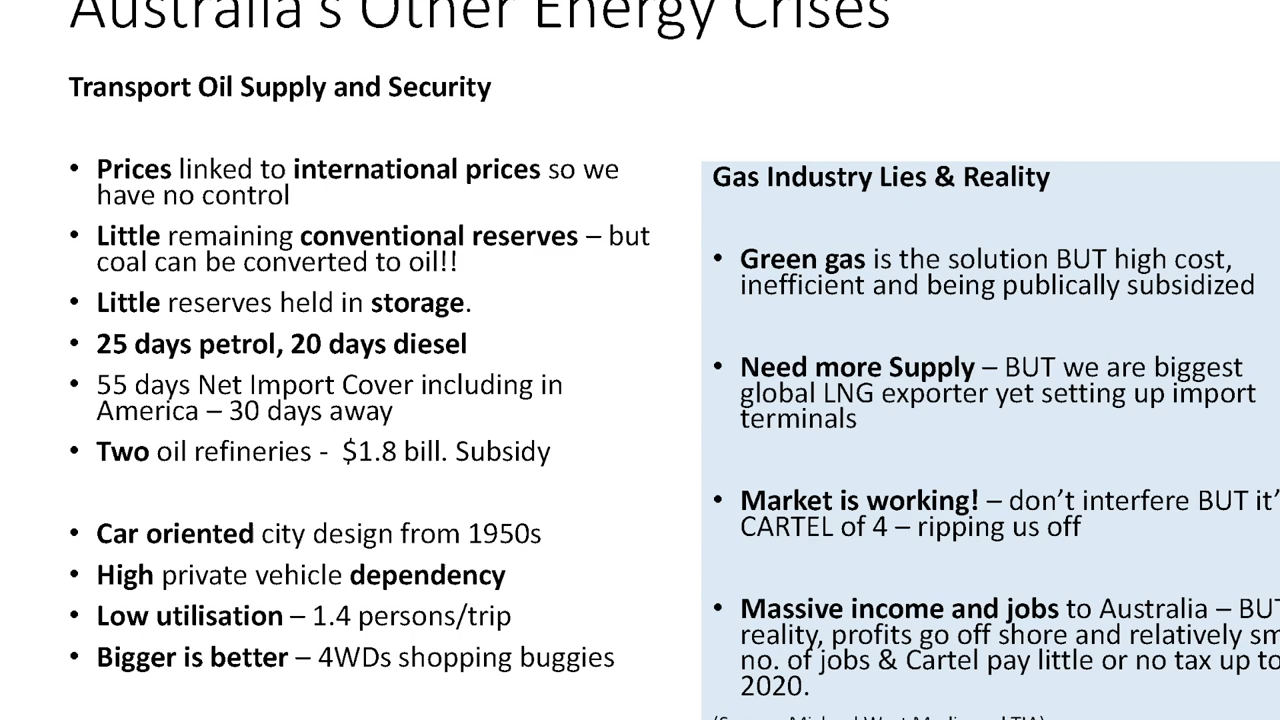 Australia's Other Energy Crises
Transport Oil Supply and Security
• Prices linked to international prices so we
have no control
• Little remaining conventional reserves – but
coal can be converted to oil!!
• Little reserves held in storage.
• 25 days petrol, 20 days diesel
• 55 days Net Import Cover including in
America – 30 days away
• Two oil refineries - $1.8 bill. Subsidy
• Car oriented city design from 1950s
• High private vehicle dependency
• Low utilisation – 1.4 persons/trip
• Bigger is better – 4WDs shopping buggies
Gas Industry Lies & Reality
• Green gas is the solution BUT high cost,
inefficient and being publically subsidized
• Need more Supply – BUT we are biggest
global LNG exporter yet setting up import
terminals
• Market is working! – don't interfere BUT it'
CARTEL of 4 – ripping us off
• Massive income and jobs to Australia – BUT
reality, profits go off shore and relatively sm
no. of jobs & Cartel pay little or no tax up to
2020.